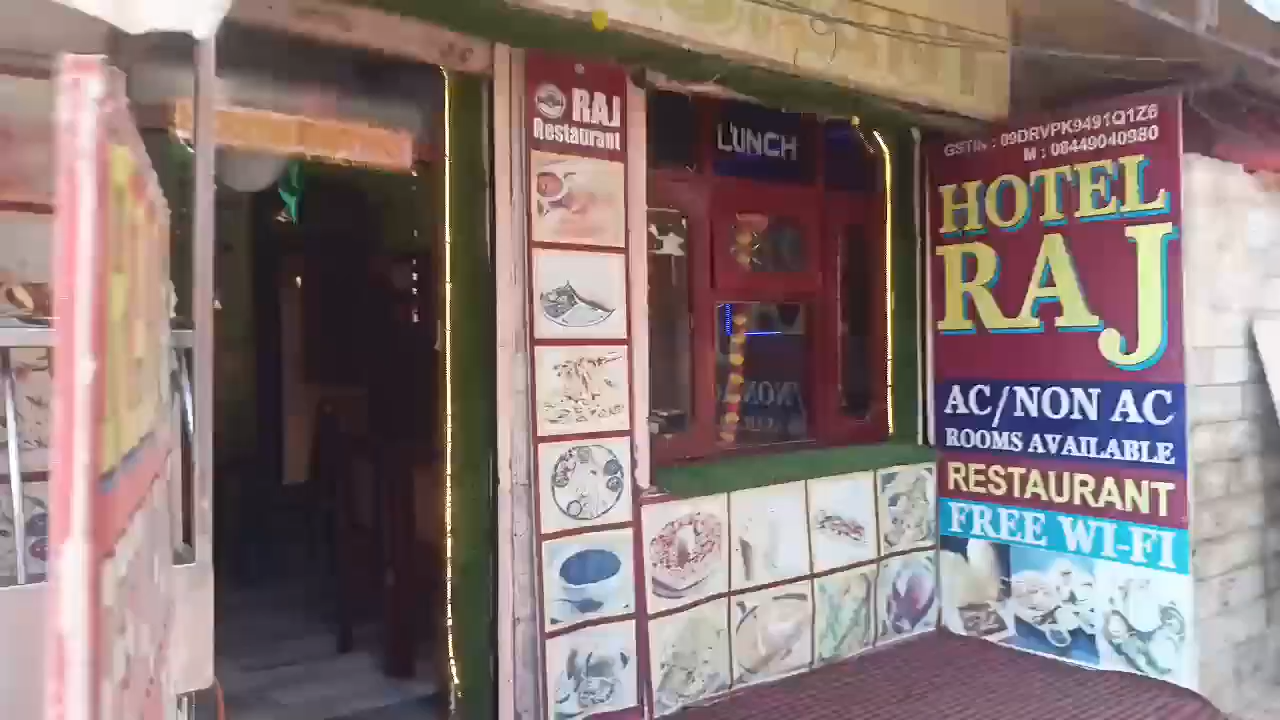 RAJ
Restaurant
LUNCH
GSTIN : 09DRVPK9491Q1Z6
M : 08449040980
HOTEL
RAJ
AC/NON AC
ROOMS AVAILABLE
RESTAURANT
FREE WI-FI